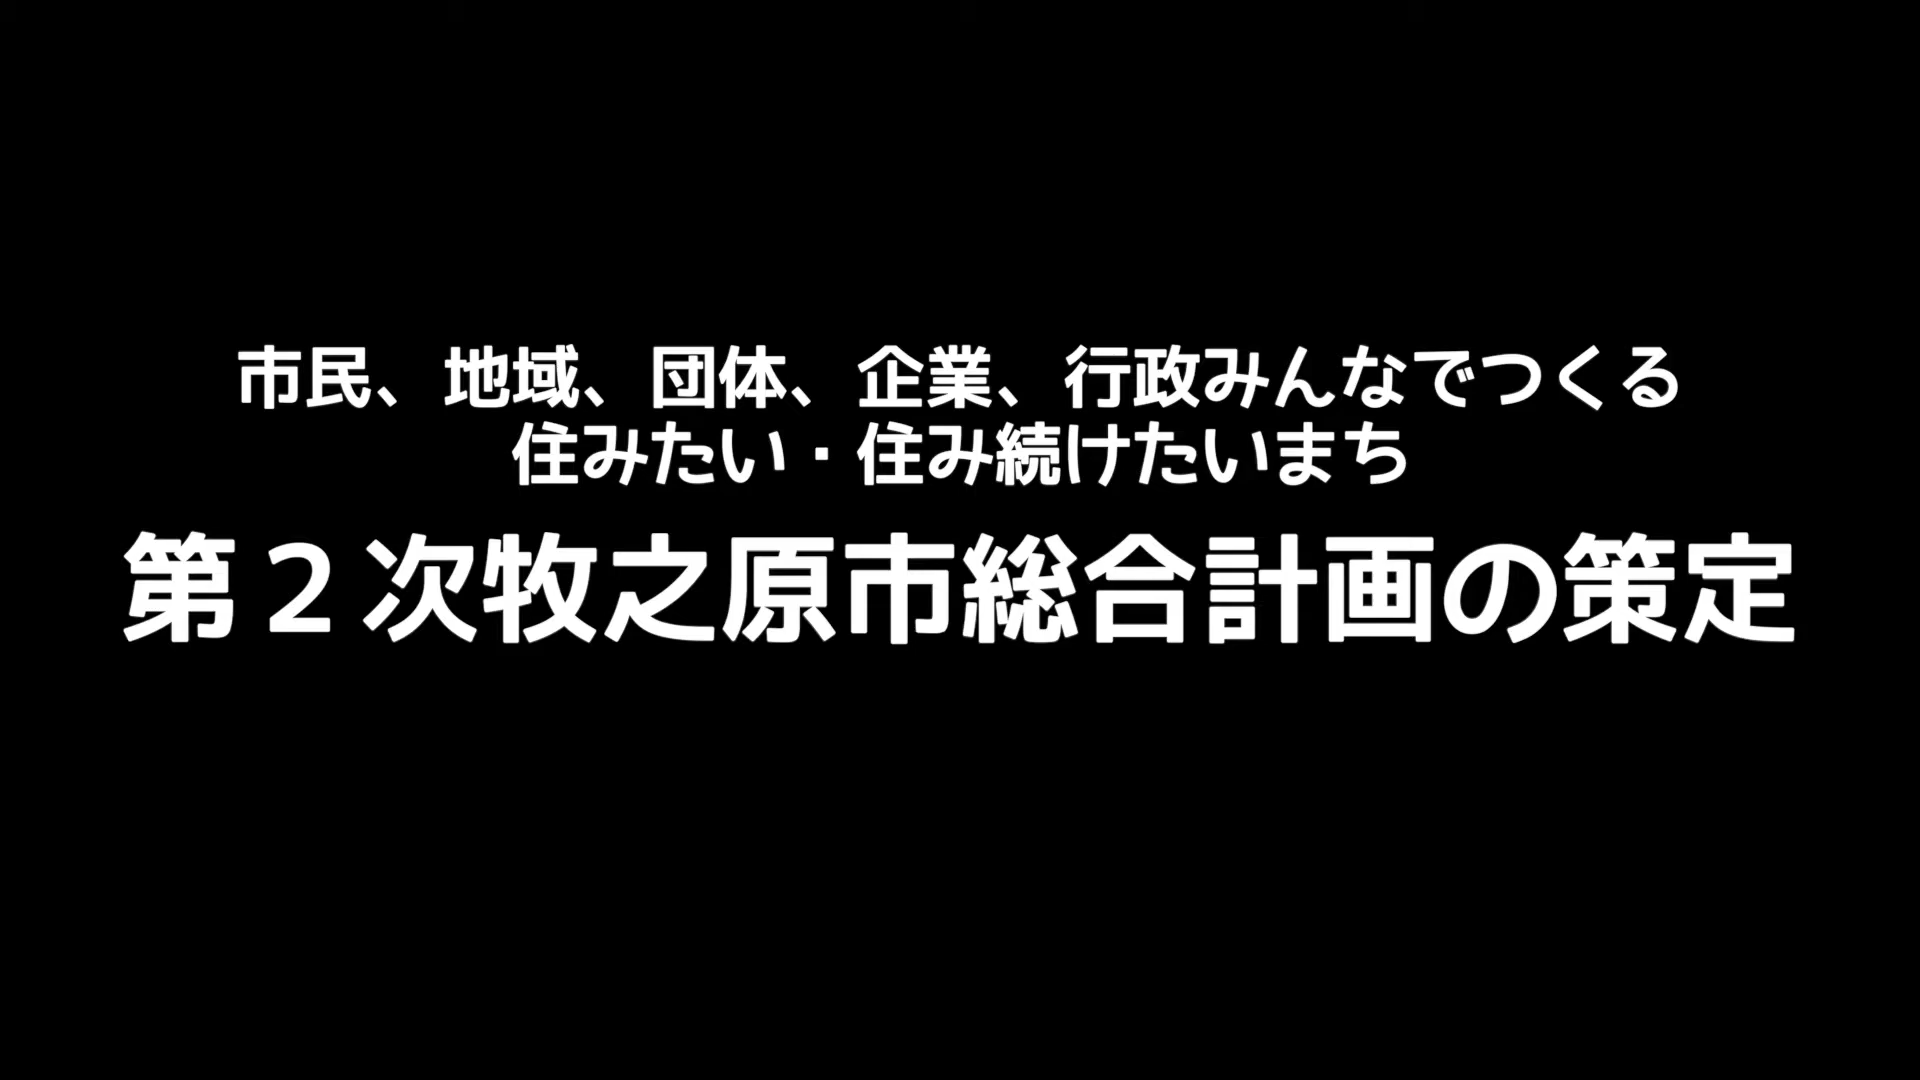 市民、地域、団体、企業、行政みんなでつくる
住みたい・住み続けたいまち
第２次牧之原市総合計画の策定